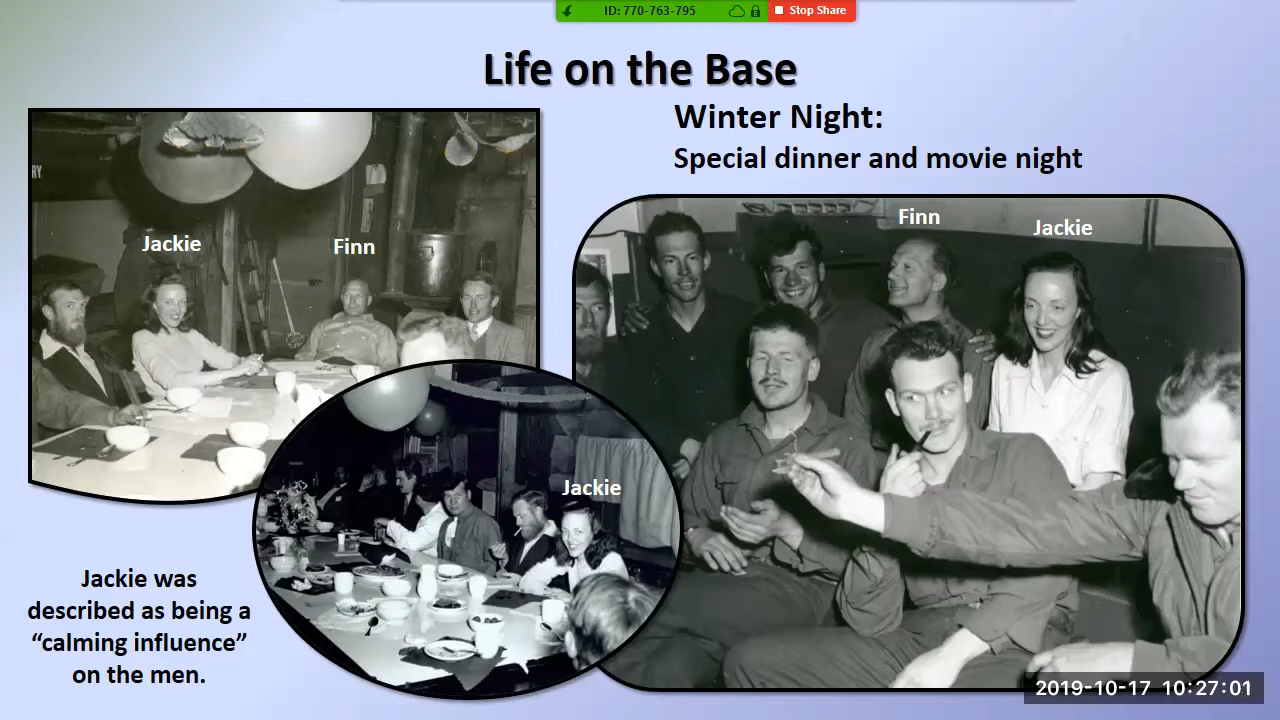 ID: 770-763-795
Stop Share
Life on the Base
Winter Night:
Special dinner and movie night
RY
Jackie
Finn
Finn
Jackie
Jackie
Jackie was
described as being a
“calming influence”
on the men.
2019-10-17 10:27:01